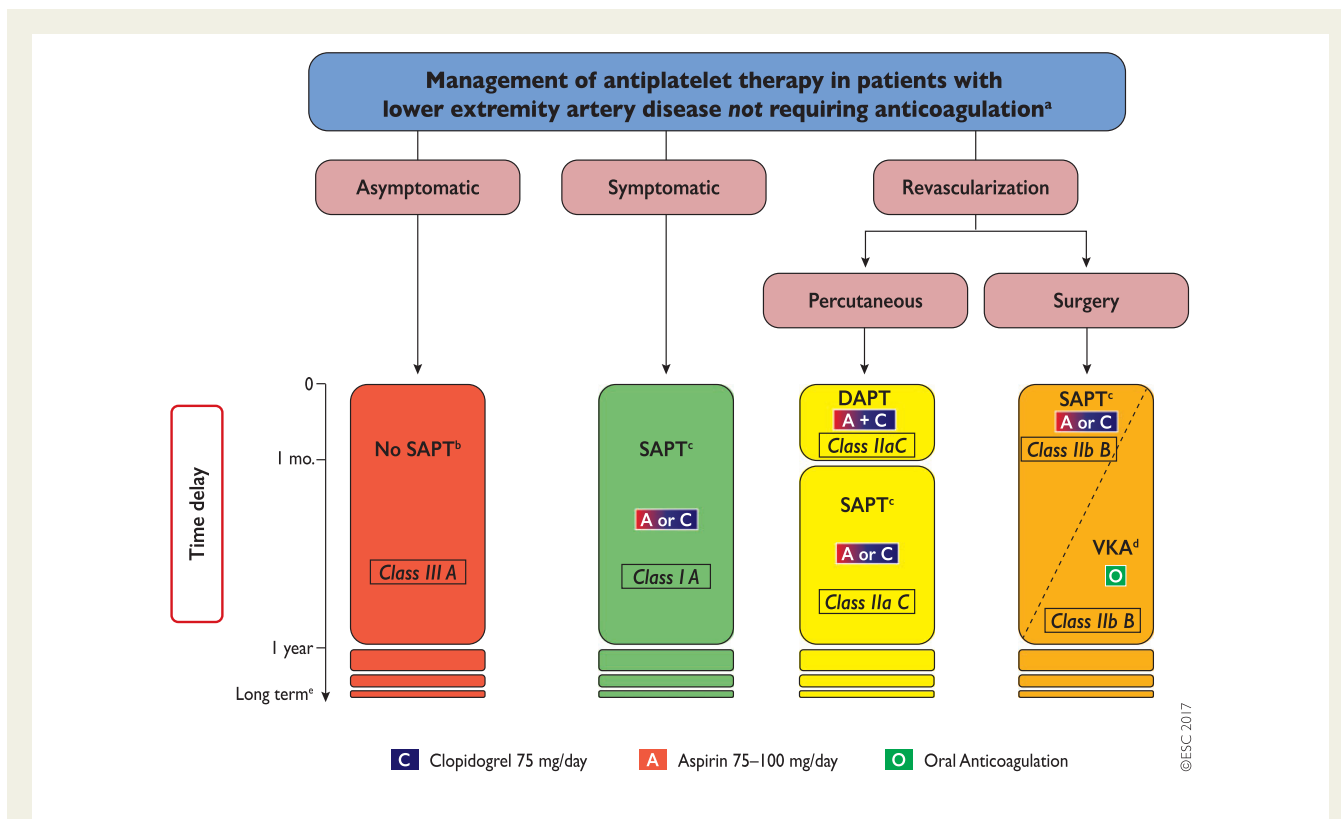 Management of antiplatelet therapy in patients with
lower extremity artery disease not requiring anticoagulationᵃ
Asymptomatic
Symptomatic
Revascularization
Percutaneous
Surgery
Time delay
0
1 mo.
1 year
Long termᵉ
No SAPTᵇ
Class III A
SAPTᶜ
A or C
Class I A
DAPT
A + C
Class IIaC
SAPTᶜ
A or C
Class IIa C
SAPTᶜ
A or C
Class IIb B
VKAᵈ
O
Class IIb B
C Clopidogrel 75 mg/day
A Aspirin 75–100 mg/day
O Oral Anticoagulation
©ESC 2017